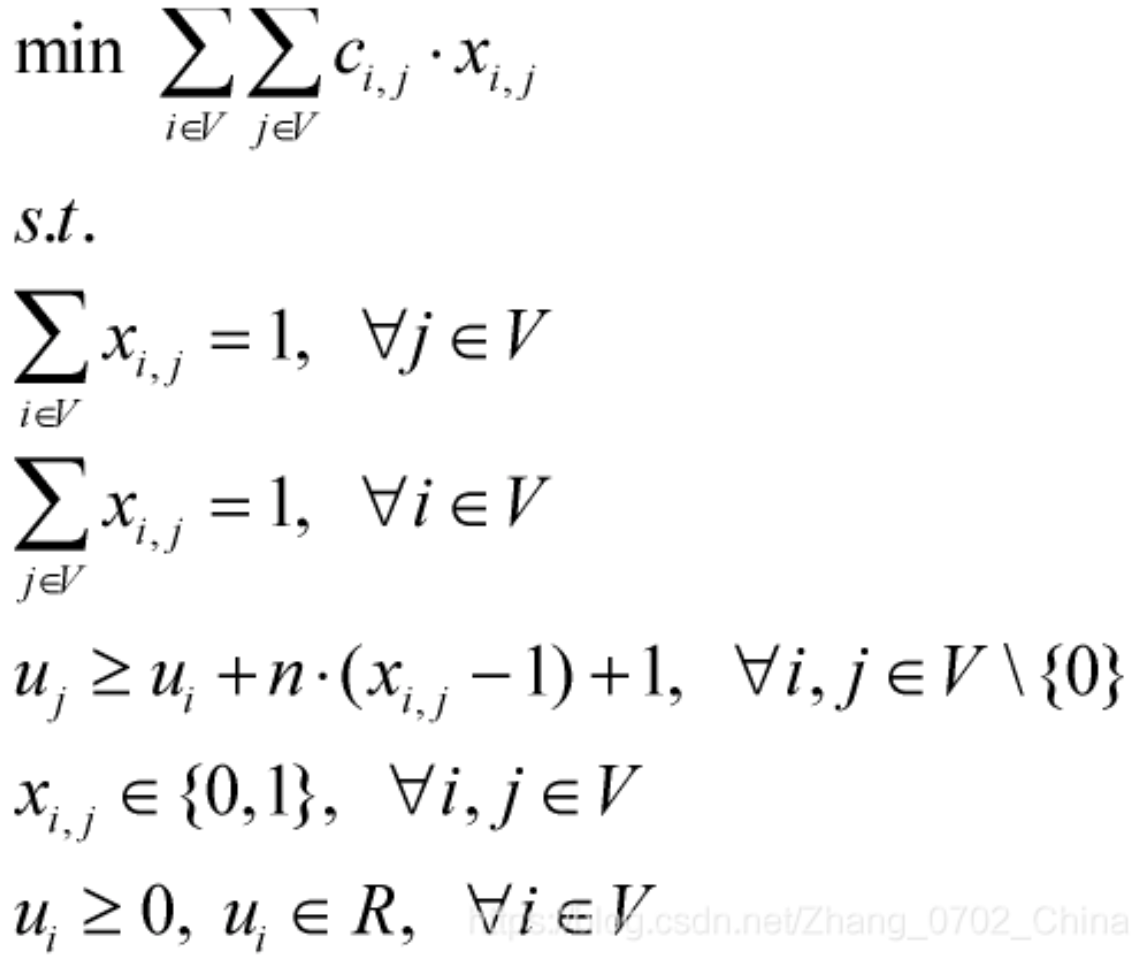 min ∑_{i∈V} ∑_{j∈V} c_{i,j} · x_{i,j}
s.t.
∑_{i∈V} x_{i,j} = 1, ∀j ∈ V
∑_{j∈V} x_{i,j} = 1, ∀i ∈ V
u_j ≥ u_i + n·(x_{i,j} − 1) + 1, ∀i, j ∈ V \ {0}
x_{i,j} ∈ {0,1}, ∀i, j ∈ V
u_i ≥ 0, u_i ∈ R, ∀i ∈ V
https://blog.csdn.net/Zhang_0702_China